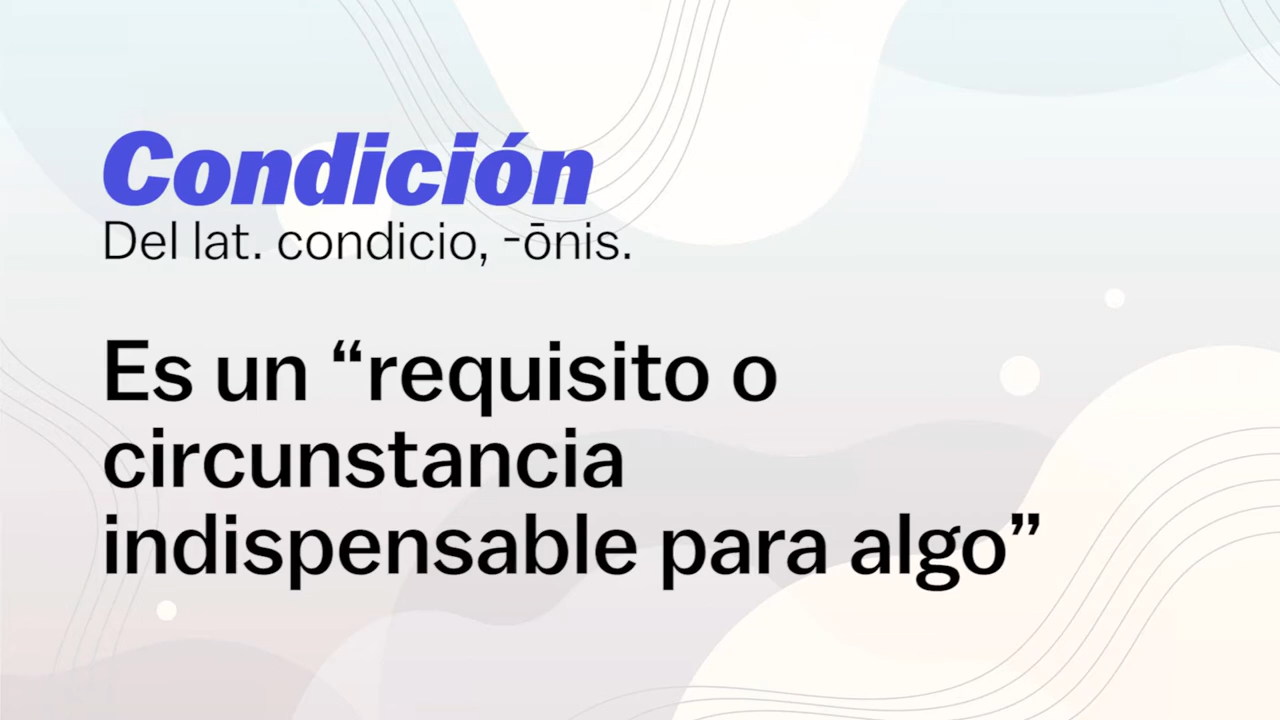 Condición
Del lat. condicio, -ōnis.
Es un “requisito o
circunstancia
indispensable para algo”